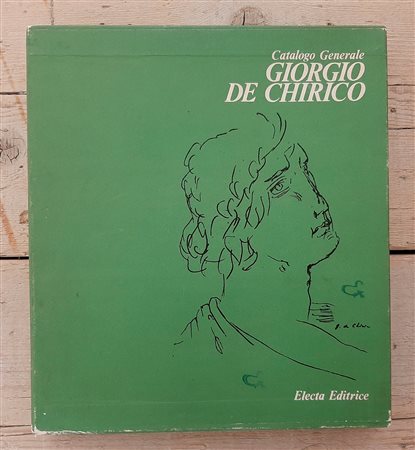 Catalogo Generale
GIORGIO
DE CHIRICO
Electa Editrice